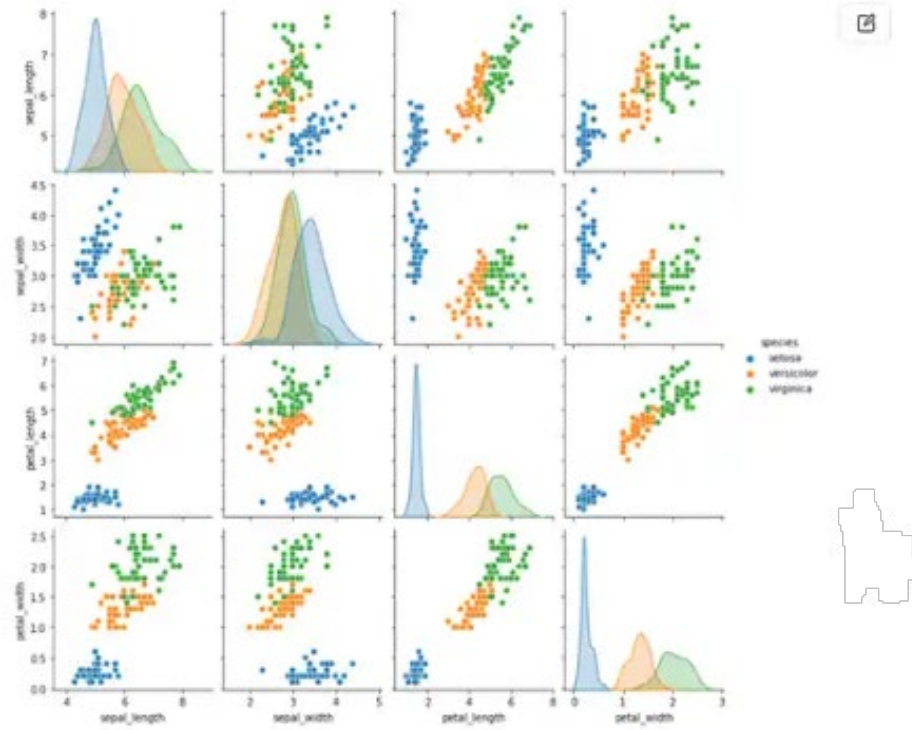 8
7
6
5
sepal_length
4.5
4.0
3.5
3.0
2.5
2.0
sepal_width
species
setosa
versicolor
virginica
7
6
5
4
3
2
1
petal_length
2.5
2.0
1.5
1.0
0.5
0.0
petal_width
4 6 8 2 3 4 5 2 4 6 8 0 1 2 3
sepal_length sepal_width petal_length petal_width